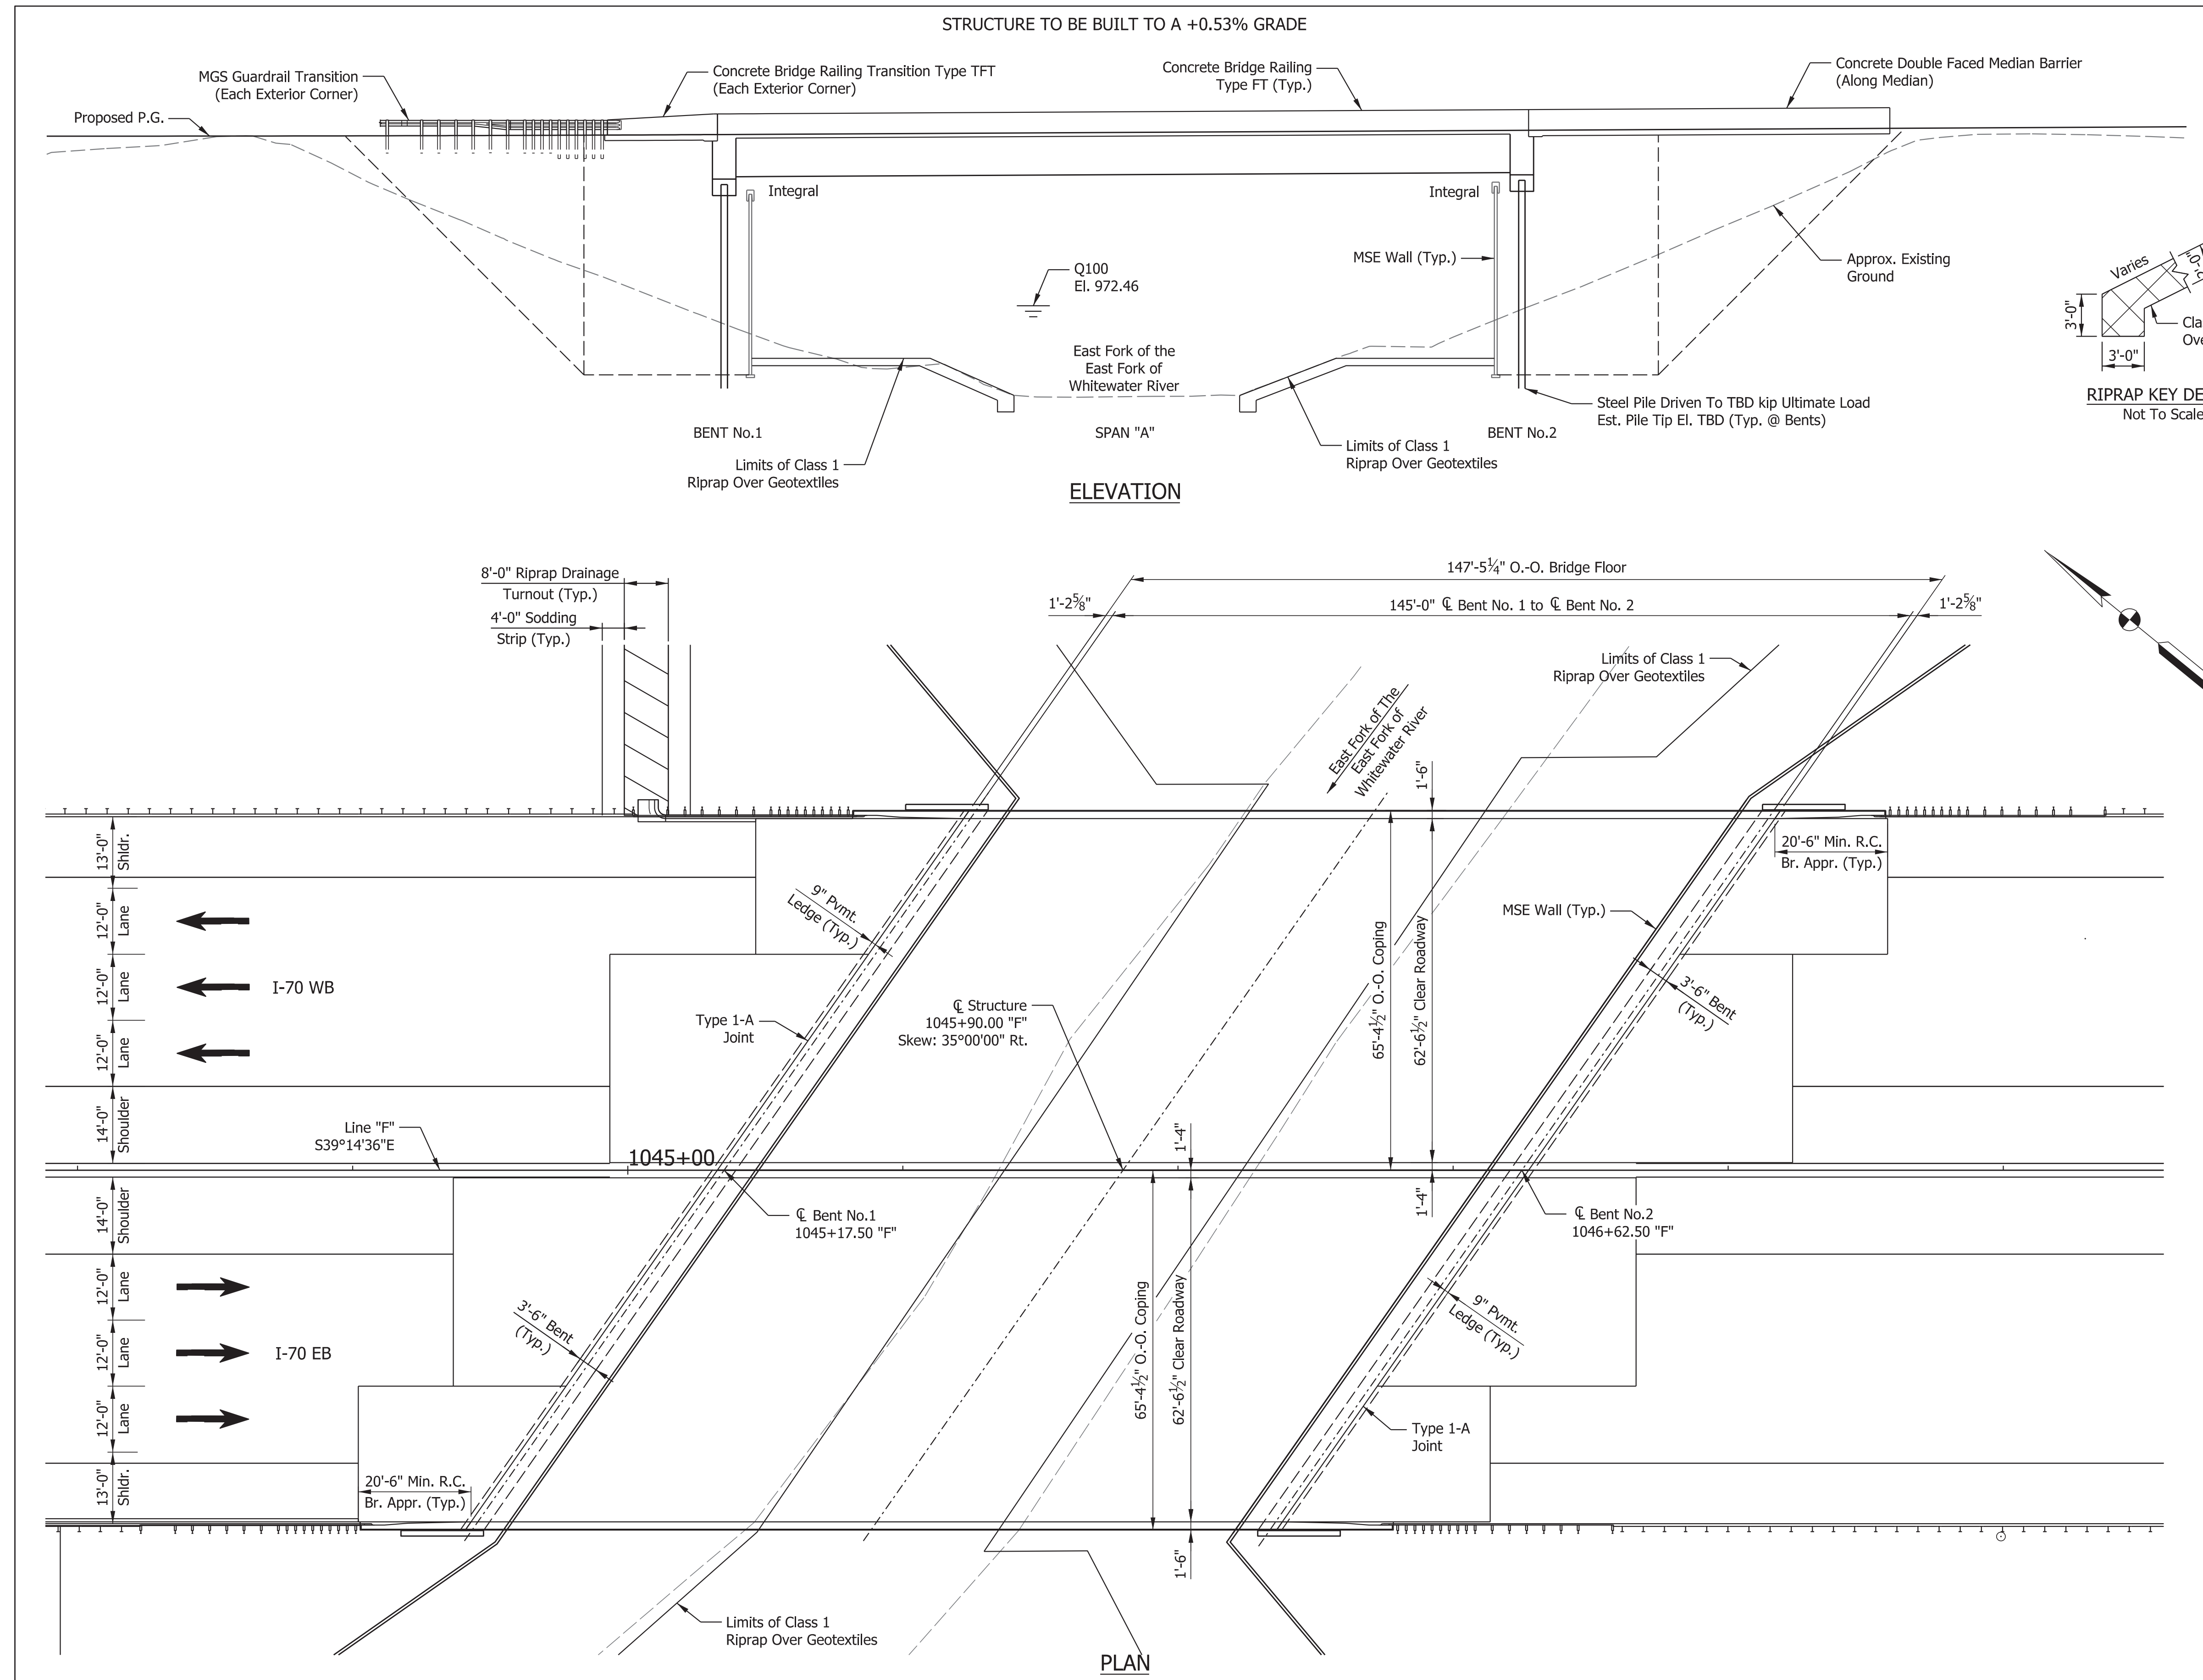 STRUCTURE TO BE BUILT TO A +0.53% GRADE
MGS Guardrail Transition
(Each Exterior Corner)
Concrete Bridge Railing Transition Type TFT
(Each Exterior Corner)
Concrete Bridge Railing
Type FT (Typ.)
Concrete Double Faced Median Barrier
(Along Median)
Proposed P.G.
Integral
Integral
MSE Wall (Typ.)
Q100
El. 972.46
Approx. Existing
Ground
East Fork of the
East Fork of
Whitewater River
Steel Pile Driven To TBD kip Ultimate Load
Est. Pile Tip El. TBD (Typ. @ Bents)
BENT No.1
SPAN "A"
BENT No.2
Limits of Class 1
Riprap Over Geotextiles
Limits of Class 1
Riprap Over Geotextiles
ELEVATION
Varies
3'-0"
3'-0"
RIPRAP KEY
Not To Scale
8'-0" Riprap Drainage
Turnout (Typ.)
4'-0" Sodding
Strip (Typ.)
147'-5¼" O.-O. Bridge Floor
1'-2⅝"
145'-0" ℄ Bent No. 1 to ℄ Bent No. 2
1'-2⅝"
Limits of Class 1
Riprap Over Geotextiles
East Fork of The
East Fork of
Whitewater River
1'-6"
13'-0"
Shldr.
12'-0"
Lane
12'-0"
Lane
12'-0"
Lane
14'-0"
Shoulder
I-70 WB
9" Pvmt.
Ledge (Typ.)
20'-6" Min. R.C.
Br. Appr. (Typ.)
MSE Wall (Typ.)
3'-6" Bent
(Typ.)
65'-4½" O.-O. Coping
62'-6½" Clear Roadway
Type 1-A
Joint
℄ Structure
1045+90.00 "F"
Skew: 35°00'00" Rt.
Line "F"
S39°14'36"E
1045+00
1'-4"
1'-4"
℄ Bent No.1
1045+17.50 "F"
℄ Bent No.2
1046+62.50 "F"
14'-0"
Shoulder
12'-0"
Lane
12'-0"
Lane
12'-0"
Lane
13'-0"
Shldr.
I-70 EB
3'-6" Bent
(Typ.)
65'-4½" O.-O. Coping
62'-6½" Clear Roadway
9" Pvmt.
Ledge (Typ.)
Type 1-A
Joint
20'-6" Min. R.C.
Br. Appr. (Typ.)
1'-6"
Limits of Class 1
Riprap Over Geotextiles
PLAN